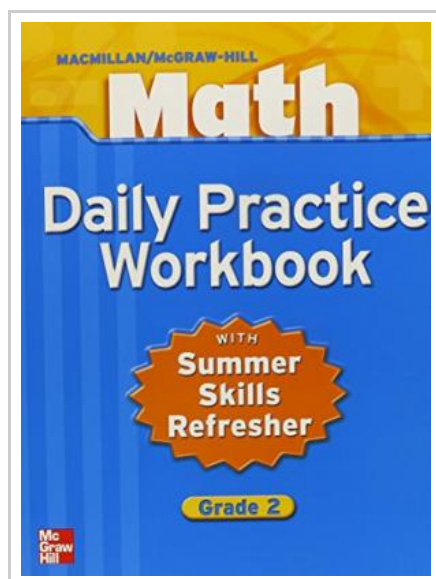 MACMILLAN/McGRAW-HILL
Math
Daily Practice
Workbook
WITH
Summer
Skills
Refresher
Grade 2
Mc
Graw
Hill